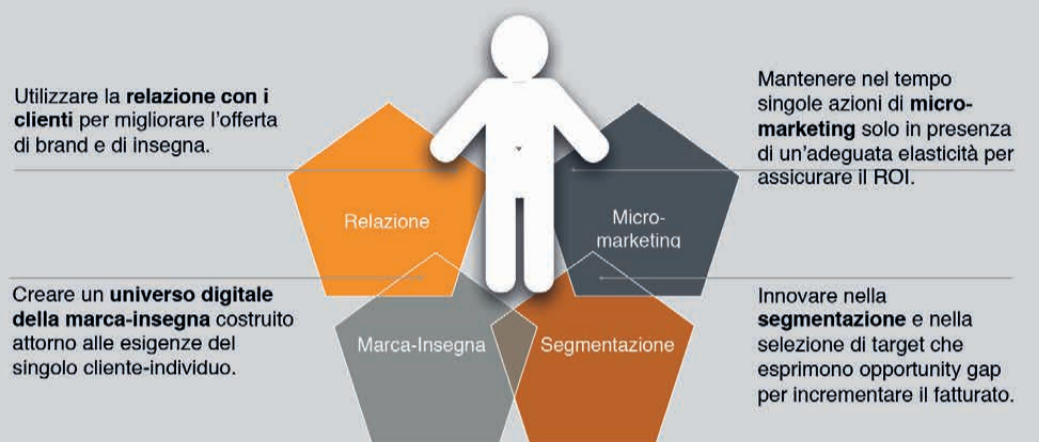 Utilizzare la relazione con i
clienti per migliorare l'offerta
di brand e di insegna.
Mantenere nel tempo
singole azioni di micro-
marketing solo in presenza
di un'adeguata elasticità per
assicurare il ROI.
Relazione
Micro-
marketing
Creare un universo digitale
della marca-insegna costruito
attorno alle esigenze del
singolo cliente-individuo.
Marca-Insegna
Segmentazione
Innovare nella
segmentazione e nella
selezione di target che
esprimono opportunity gap
per incrementare il fatturato.